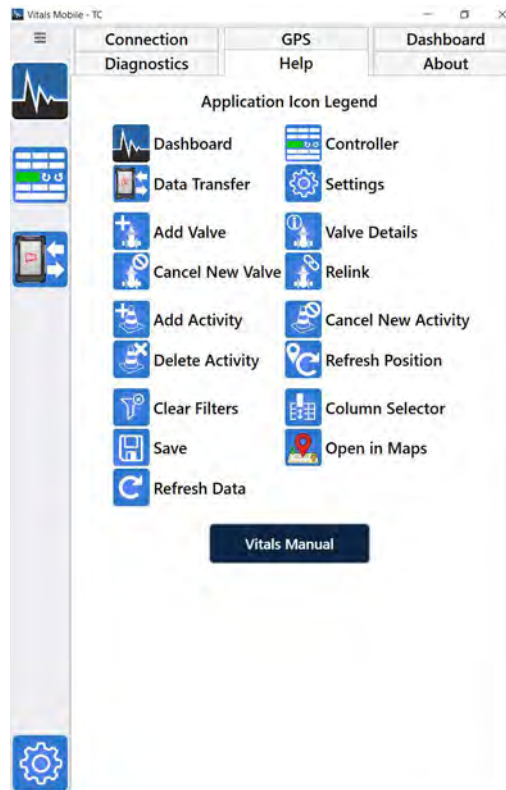 Vitals Mobile - TC
Connection GPS Dashboard
Diagnostics Help About
Application Icon Legend
Dashboard Controller
Data Transfer Settings
Add Valve Valve Details
Cancel New Valve Relink
Add Activity Cancel New Activity
Delete Activity Refresh Position
Clear Filters Column Selector
Save Open in Maps
Refresh Data
Vitals Manual